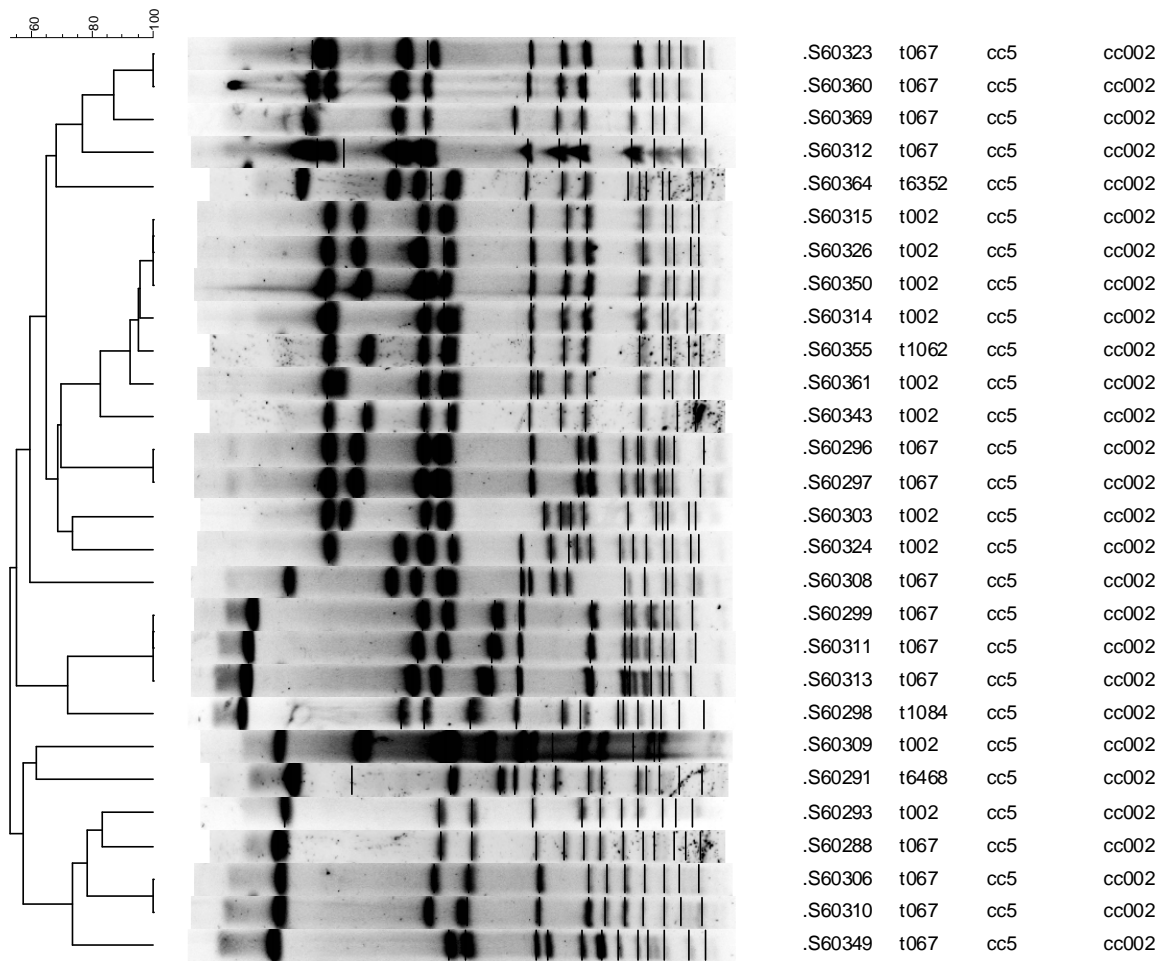 60 80 100
.S60323 t067 cc5 cc002
.S60360 t067 cc5 cc002
.S60369 t067 cc5 cc002
.S60312 t067 cc5 cc002
.S60364 t6352 cc5 cc002
.S60315 t002 cc5 cc002
.S60326 t002 cc5 cc002
.S60350 t002 cc5 cc002
.S60314 t002 cc5 cc002
.S60355 t1062 cc5 cc002
.S60361 t002 cc5 cc002
.S60343 t002 cc5 cc002
.S60296 t067 cc5 cc002
.S60297 t067 cc5 cc002
.S60303 t002 cc5 cc002
.S60324 t002 cc5 cc002
.S60308 t067 cc5 cc002
.S60299 t067 cc5 cc002
.S60311 t067 cc5 cc002
.S60313 t067 cc5 cc002
.S60298 t1084 cc5 cc002
.S60309 t002 cc5 cc002
.S60291 t6468 cc5 cc002
.S60293 t002 cc5 cc002
.S60288 t067 cc5 cc002
.S60306 t067 cc5 cc002
.S60310 t067 cc5 cc002
.S60349 t067 cc5 cc002